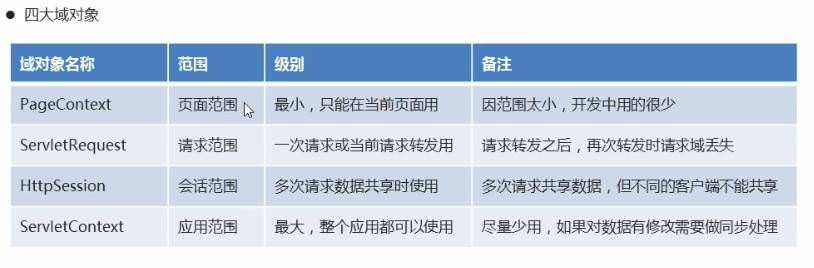 ● 四大域对象
域对象名称 范围 级别 备注
PageContext 页面范围 最小，只能在当前页面用 因范围太小，开发中用的很少
ServletRequest 请求范围 一次请求或当前请求转发用 请求转发之后，再次转发时请求域丢失
HttpSession 会话范围 多次请求数据共享时使用 多次请求共享数据，但不同的客户端不能共享
ServletContext 应用范围 最大，整个应用都可以使用 尽量少用，如果对数据有修改需要做同步处理